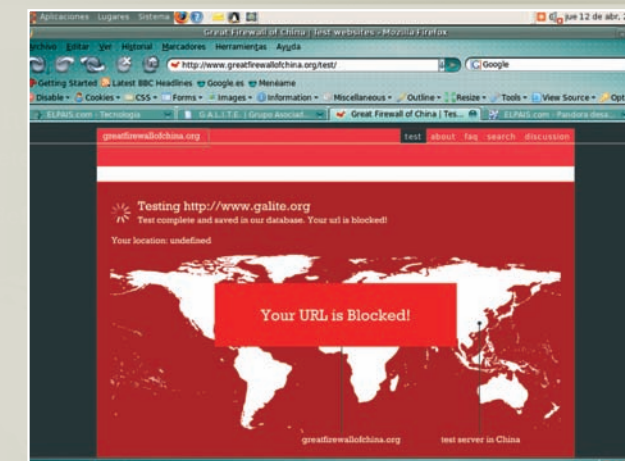 Aplicaciones Lugares Sistema jue 12 de abr, 2
Great Firewall of China | Test websites - Mozilla Firefox
Archivo Editar Ver Historial Marcadores Herramientas Ayuda
http://www.greatfirewallofchina.org/test/ Google
Getting Started Latest BBC Headlines Google.es Menéame
Disable Cookies CSS Forms Images Information Miscellaneous Outline Resize Tools View Source Opt
ELPAIS.com - Tecnología G.A.L.I.T.E. | Grupo Asociat... Great Firewall of China | Tes... ELPAIS.com - Pandora desa...
greatfirewallofchina.org test about faq search discussion
Testing http://www.galite.org
Test complete and saved in our database. Your url is blocked!
Your location: undefined
Your URL is Blocked!
greatfirewallofchina.org test server in China